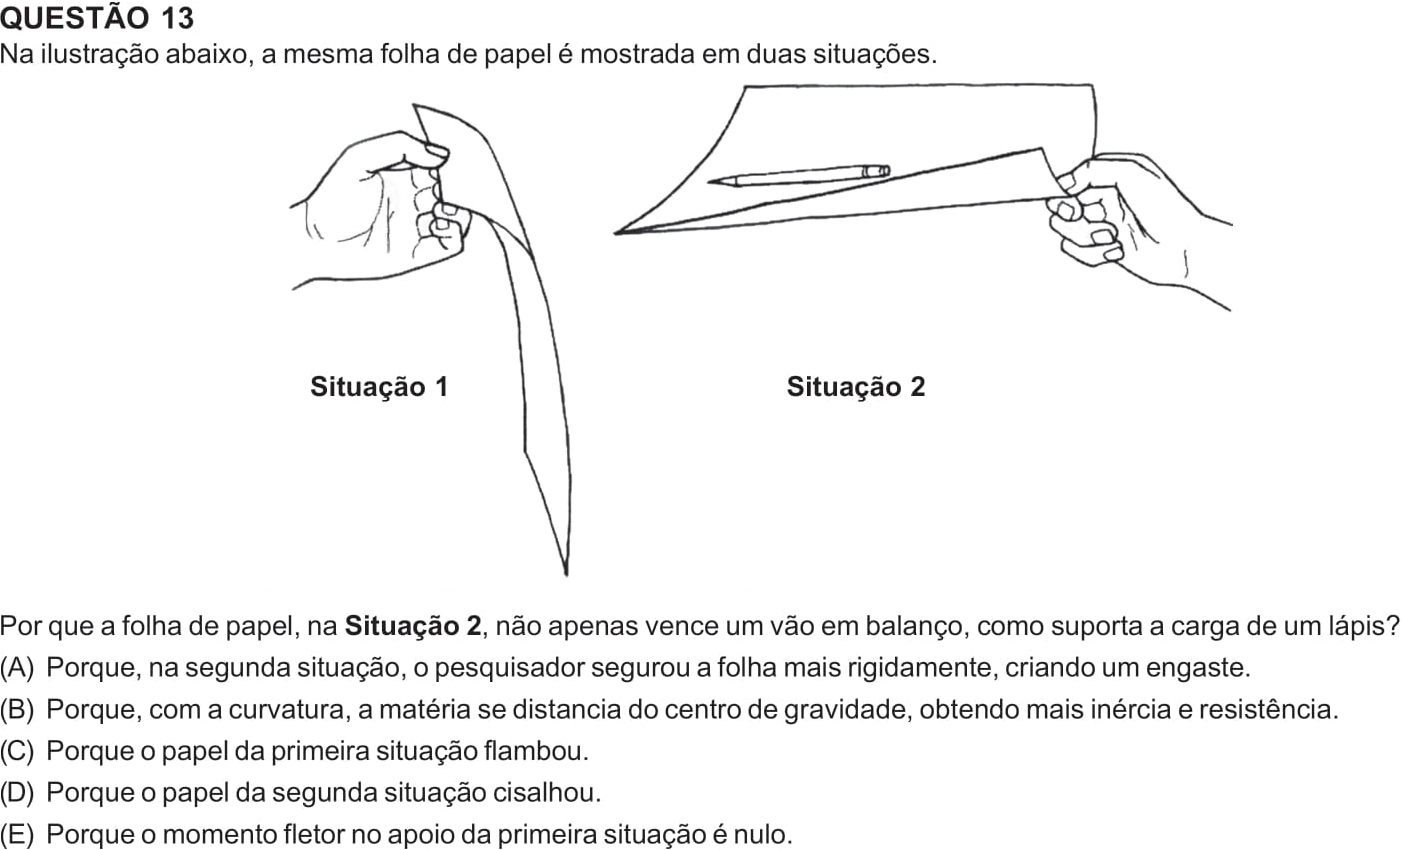 QUESTÃO 13
Na ilustração abaixo, a mesma folha de papel é mostrada em duas situações.
Situação 1
Situação 2
Por que a folha de papel, na Situação 2, não apenas vence um vão em balanço, como suporta a carga de um lápis?
(A) Porque, na segunda situação, o pesquisador segurou a folha mais rigidamente, criando um engaste.
(B) Porque, com a curvatura, a matéria se distancia do centro de gravidade, obtendo mais inércia e resistência.
(C) Porque o papel da primeira situação flambou.
(D) Porque o papel da segunda situação cisalhou.
(E) Porque o momento fletor no apoio da primeira situação é nulo.